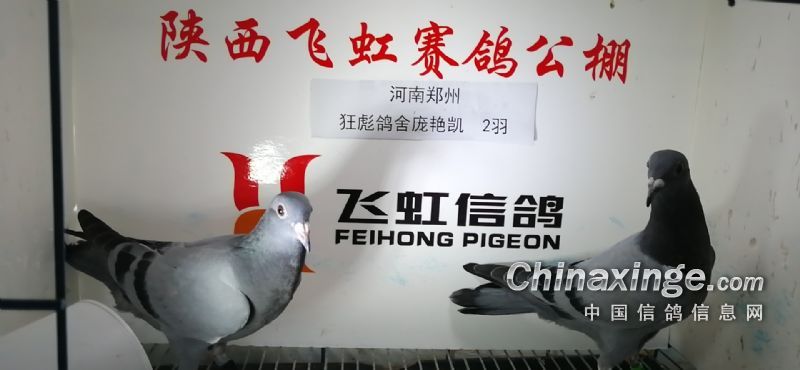 陕西飞虹赛鸽公棚
河南郑州
狂彪鸽舍庞艳凯 2羽
飞虹信鸽
FEIHONG PIGEON
Chinaxinge.com
中国信鸽信息网